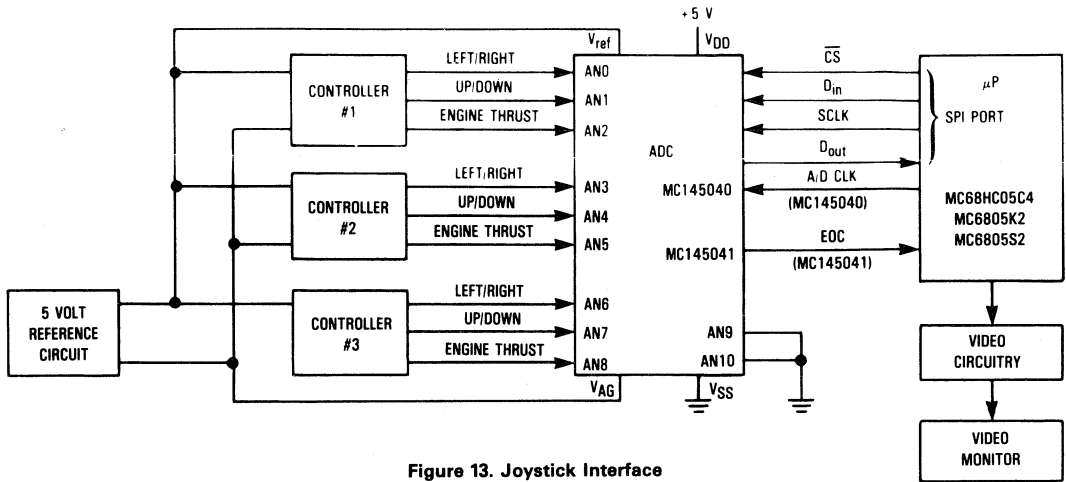 +5 V
Vref
VDD
CONTROLLER
#1
LEFT/RIGHT
UP/DOWN
ENGINE THRUST
AN0
AN1
AN2
CONTROLLER
#2
LEFT/RIGHT
UP/DOWN
ENGINE THRUST
AN3
AN4
AN5
5 VOLT
REFERENCE
CIRCUIT
CONTROLLER
#3
LEFT/RIGHT
UP/DOWN
ENGINE THRUST
AN6
AN7
AN8
VAG
ADC
MC145040
MC145041
AN9
AN10
VSS
CS
Din
SCLK
Dout
A/D CLK
(MC145040)
EOC
(MC145041)
μP
SPI PORT
MC68HC05C4
MC6805K2
MC6805S2
VIDEO
CIRCUITRY
VIDEO
MONITOR
Figure 13. Joystick Interface